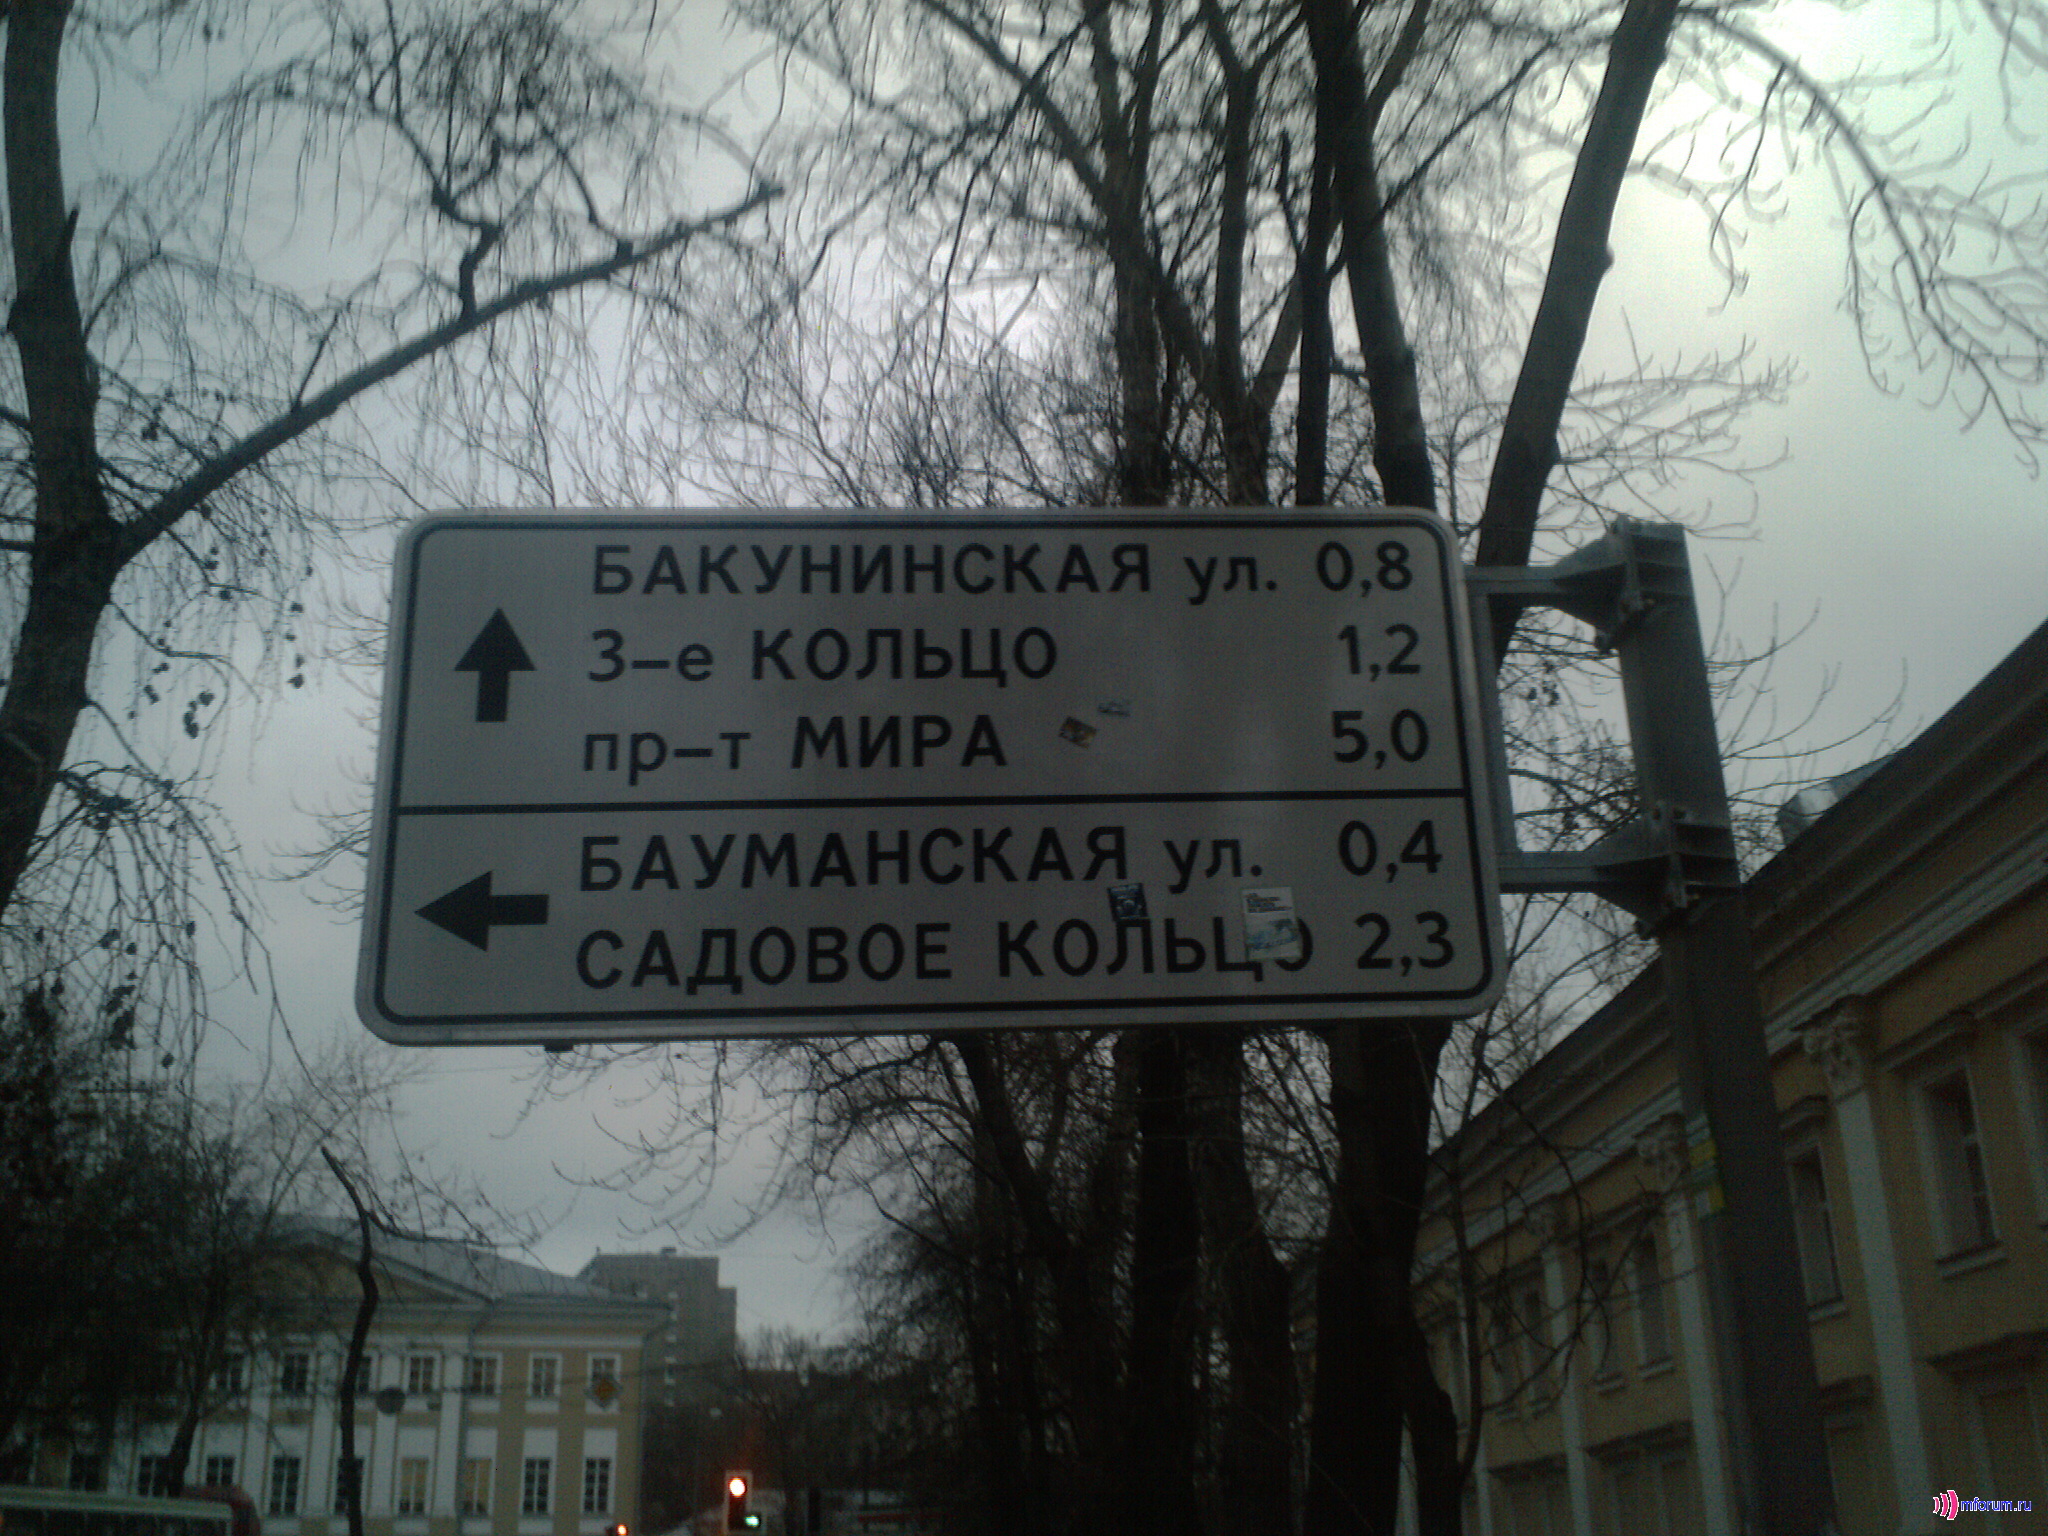 БАКУНИНСКАЯ ул. 0,8
3-е КОЛЬЦО 1,2
пр-т МИРА 5,0
БАУМАНСКАЯ ул. 0,4
САДОВОЕ КОЛЬЦО 2,3
mforum.ru